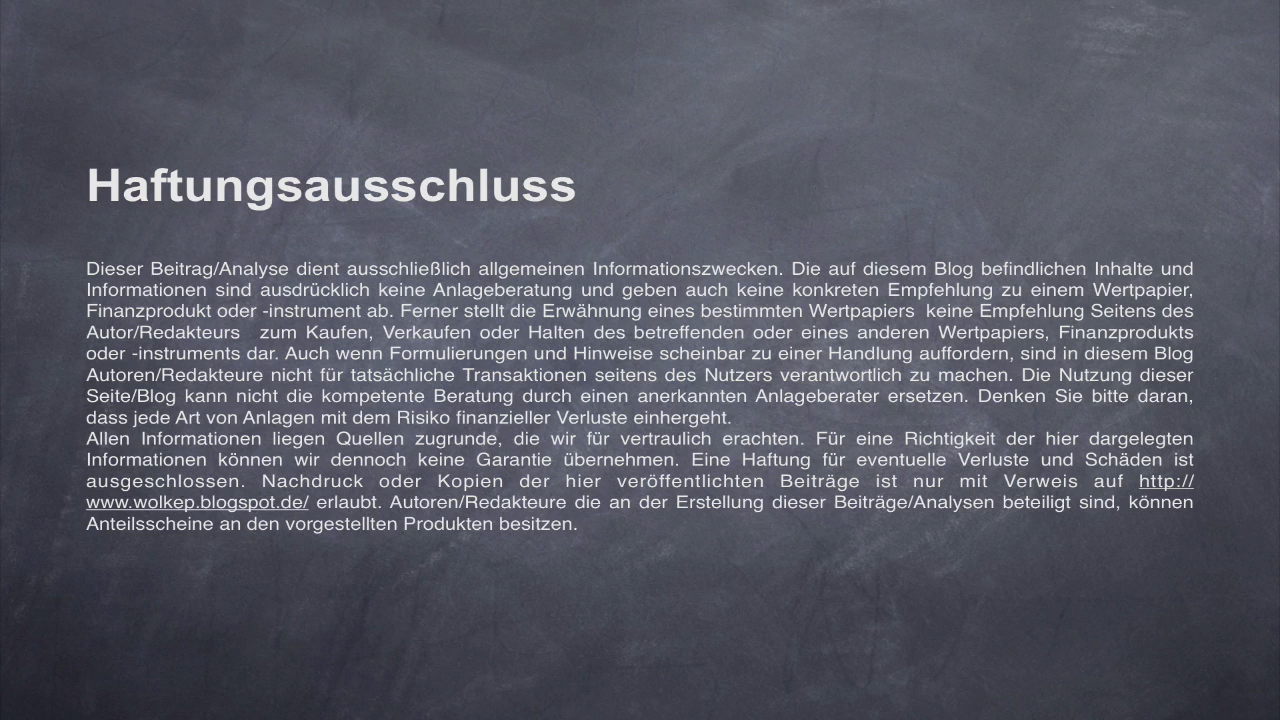 Haftungsausschluss
Dieser Beitrag/Analyse dient ausschließlich allgemeinen Informationszwecken. Die auf diesem Blog befindlichen Inhalte und
Informationen sind ausdrücklich keine Anlageberatung und geben auch keine konkreten Empfehlung zu einem Wertpapier,
Finanzprodukt oder -instrument ab. Ferner stellt die Erwähnung eines bestimmten Wertpapiers  keine Empfehlung Seitens des
Autor/Redakteurs  zum Kaufen, Verkaufen oder Halten des betreffenden oder eines anderen Wertpapiers, Finanzprodukts
oder -instruments dar. Auch wenn Formulierungen und Hinweise scheinbar zu einer Handlung auffordern, sind in diesem Blog
Autoren/Redakteure nicht für tatsächliche Transaktionen seitens des Nutzers verantwortlich zu machen. Die Nutzung dieser
Seite/Blog kann nicht die kompetente Beratung durch einen anerkannten Anlageberater ersetzen. Denken Sie bitte daran,
dass jede Art von Anlagen mit dem Risiko finanzieller Verluste einhergeht.
Allen Informationen liegen Quellen zugrunde, die wir für vertraulich erachten. Für eine Richtigkeit der hier dargelegten
Informationen können wir dennoch keine Garantie übernehmen. Eine Haftung für eventuelle Verluste und Schäden ist
ausgeschlossen. Nachdruck oder Kopien der hier veröffentlichten Beiträge ist nur mit Verweis auf http://
www.wolkep.blogspot.de/ erlaubt. Autoren/Redakteure die an der Erstellung dieser Beiträge/Analysen beteiligt sind, können
Anteilsscheine an den vorgestellten Produkten besitzen.